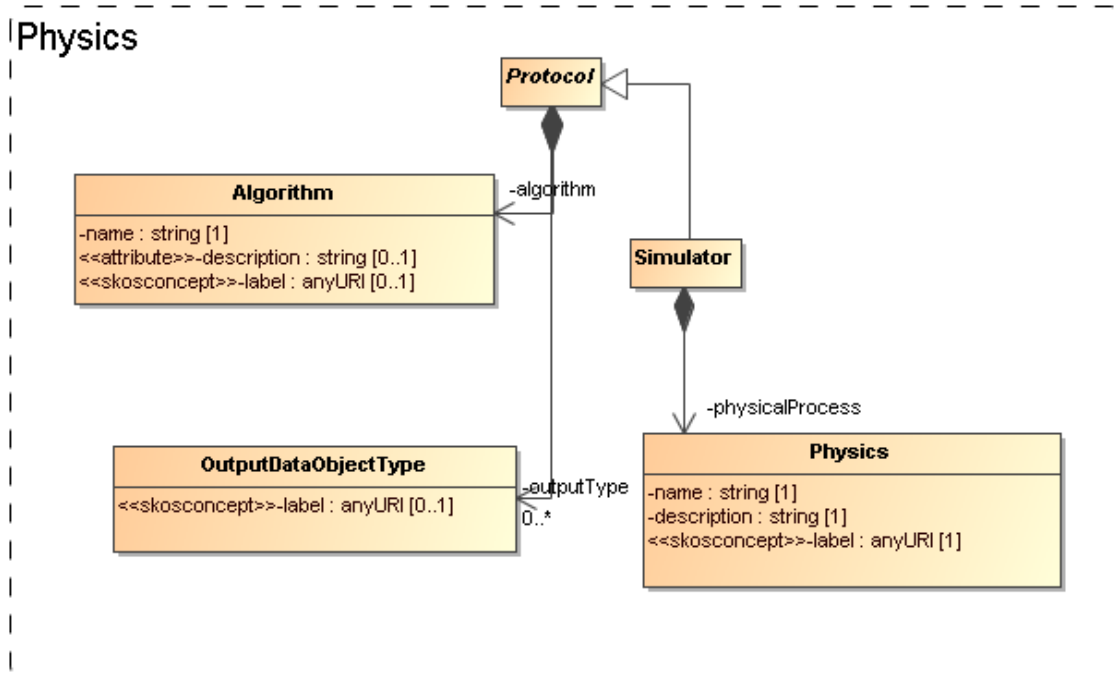 Physics
Protocol
Algorithm
-name : string [1]
<<attribute>>-description : string [0..1]
<<skosconcept>>-label : anyURI [0..1]
-algorithm
Simulator
-physicalProcess
OutputDataObjectType
<<skosconcept>>-label : anyURI [0..1]
-outputType
0..*
Physics
-name : string [1]
-description : string [1]
<<skosconcept>>-label : anyURI [1]